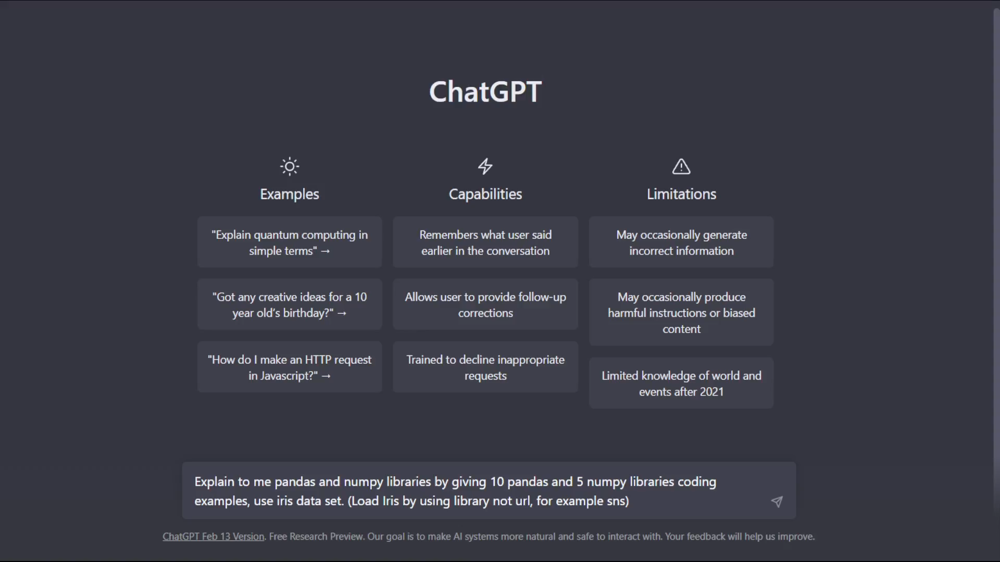 ChatGPT
Examples
"Explain quantum computing in
simple terms" →
"Got any creative ideas for a 10
year old’s birthday?" →
"How do I make an HTTP request
in Javascript?" →
Capabilities
Remembers what user said
earlier in the conversation
Allows user to provide follow-up
corrections
Trained to decline inappropriate
requests
Limitations
May occasionally generate
incorrect information
May occasionally produce
harmful instructions or biased
content
Limited knowledge of world and
events after 2021
Explain to me pandas and numpy libraries by giving 10 pandas and 5 numpy libraries coding
examples, use iris data set. (Load Iris by using library not url, for example sns)
ChatGPT Feb 13 Version. Free Research Preview. Our goal is to make AI systems more natural and safe to interact with. Your feedback will help us improve.